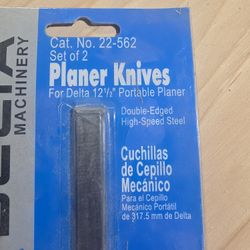 DELTA
MACHINERY
Cat. No. 22-562
Set of 2
Planer Knives
For Delta 12½" Portable Planer
Double-Edged
High-Speed Steel
Cuchillas
de Cepillo
Mecánico
Para el Cepillo
Mecánico Portátil
de 317.5 mm de Delta